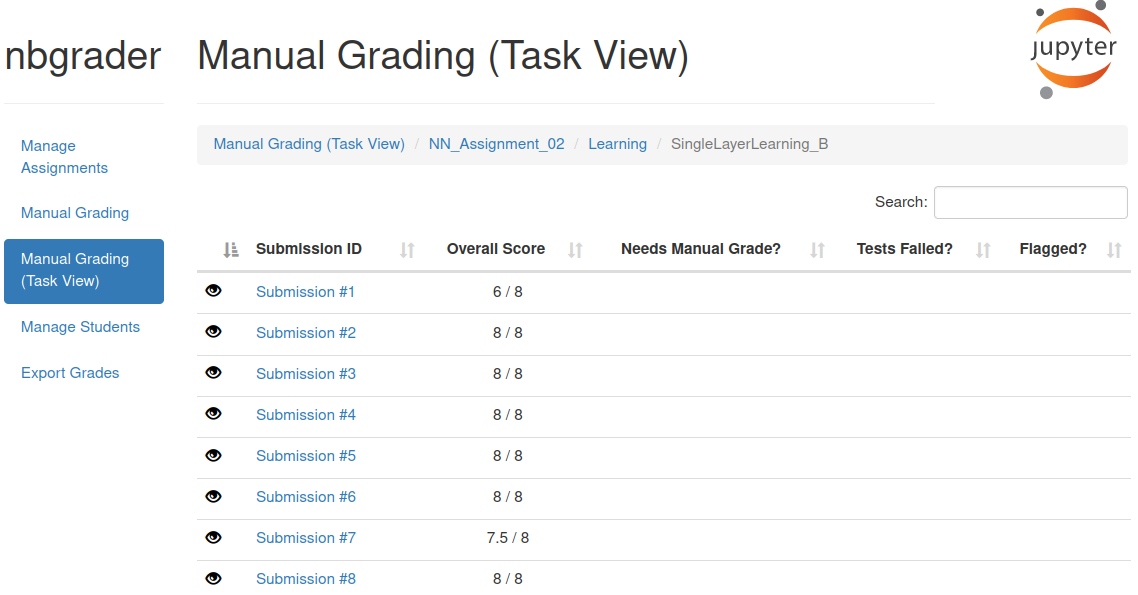 nbgrader
Manual Grading (Task View)
jupyter
Manage
Assignments
Manual Grading
Manual Grading
(Task View)
Manage Students
Export Grades
Manual Grading (Task View) / NN_Assignment_02 / Learning / SingleLayerLearning_B
Search:
Submission ID Overall Score Needs Manual Grade? Tests Failed? Flagged?
Submission #1 6 / 8
Submission #2 8 / 8
Submission #3 8 / 8
Submission #4 8 / 8
Submission #5 8 / 8
Submission #6 8 / 8
Submission #7 7.5 / 8
Submission #8 8 / 8